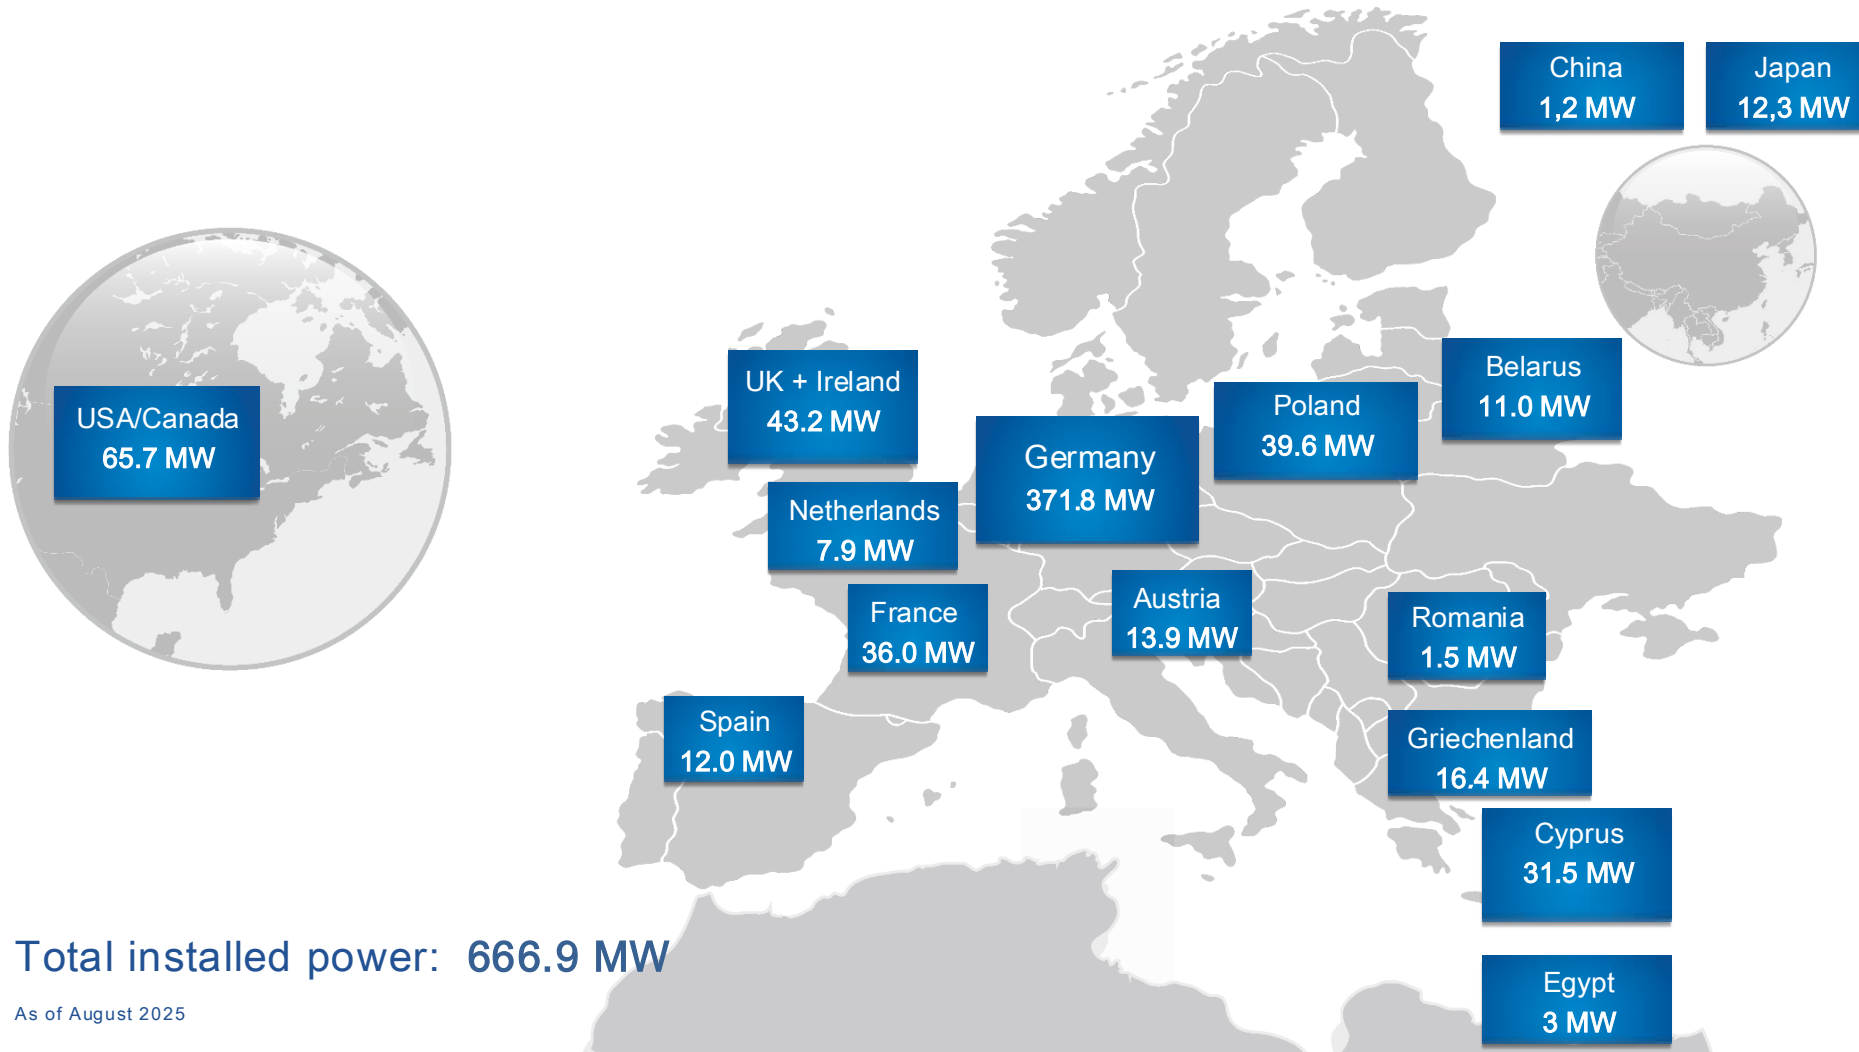 China
1,2 MW
Japan
12,3 MW
USA/Canada
65.7 MW
UK + Ireland
43.2 MW
Belarus
11.0 MW
Poland
39.6 MW
Germany
371.8 MW
Netherlands
7.9 MW
France
36.0 MW
Austria
13.9 MW
Romania
1.5 MW
Spain
12.0 MW
Griechenland
16.4 MW
Cyprus
31.5 MW
Egypt
3 MW
Total installed power: 666.9 MW
As of August 2025